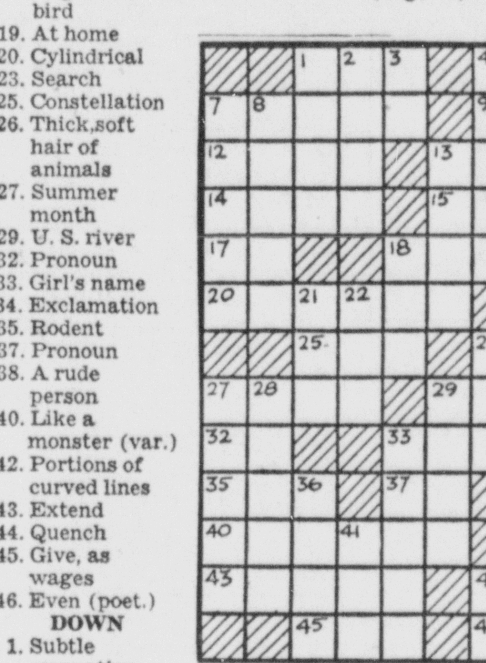 bird
19. At home
20. Cylindrical
23. Search
25. Constellation
26. Thick,soft
hair of
animals
27. Summer
month
29. U. S. river
32. Pronoun
33. Girl's name
34. Exclamation
35. Rodent
37. Pronoun
38. A rude
person
40. Like a
monster (var.)
42. Portions of
curved lines
43. Extend
44. Quench
45. Give, as
wages
46. Even (poet.)
DOWN
1. Subtle
1 2 3 4
7 8 9
12 13
14 15
17 18
20 21 22
25
27 28 29
32 33
35 36 37
40 41
43
45